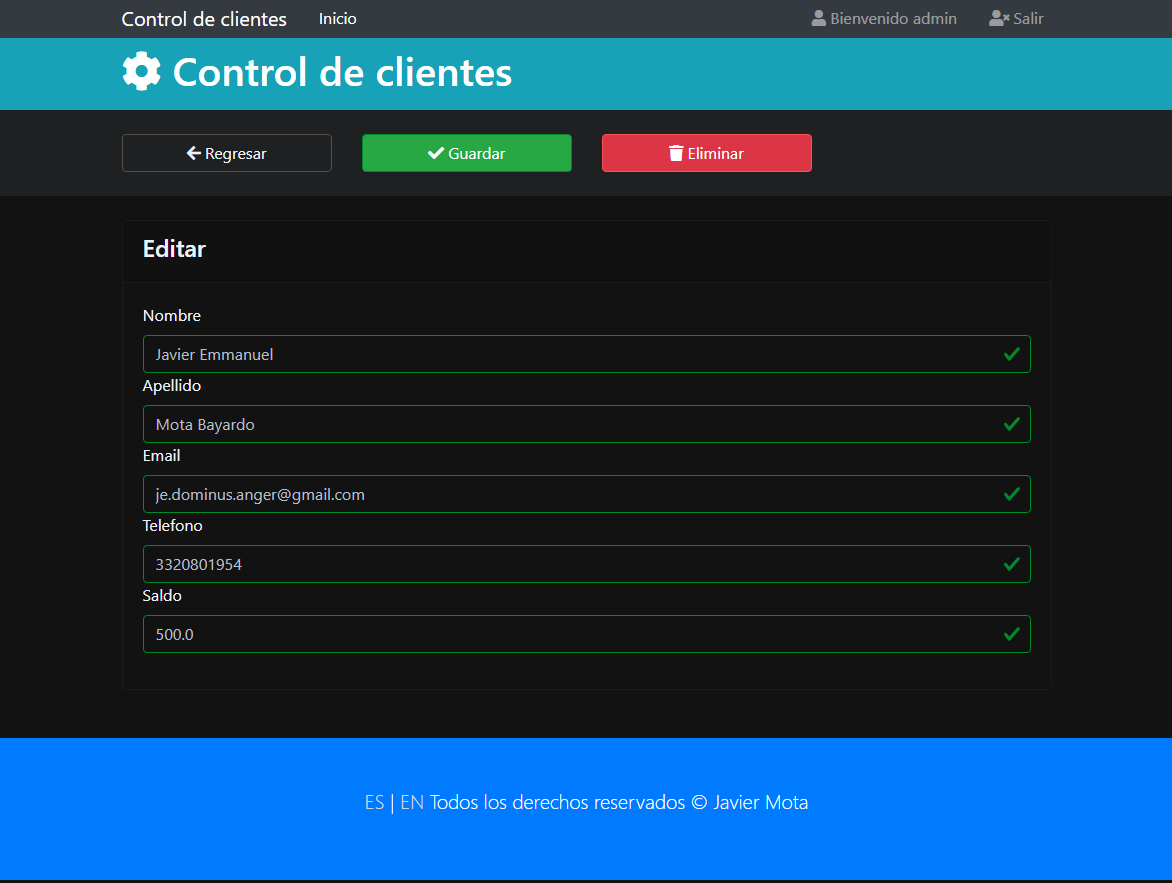 Control de clientes Inicio Bienvenido admin Salir
Control de clientes
Regresar Guardar Eliminar
Editar
Nombre
Javier Emmanuel
Apellido
Mota Bayardo
Email
je.dominus.anger@gmail.com
Telefono
3320801954
Saldo
500.0
ES | EN Todos los derechos reservados © Javier Mota